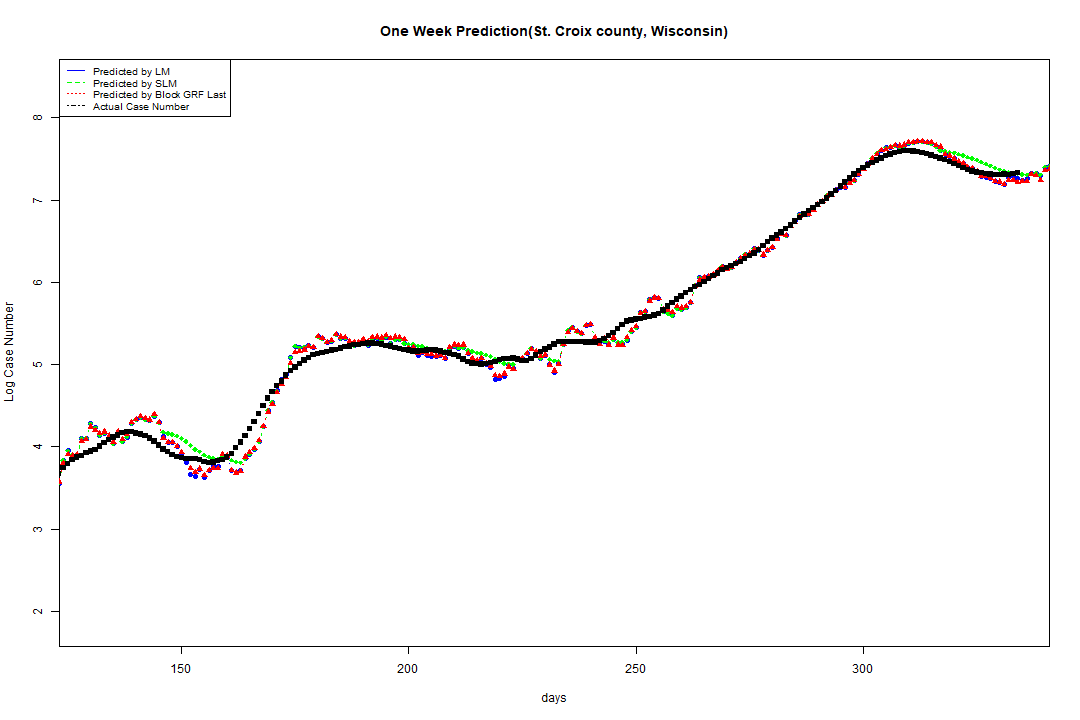 One Week Prediction(St. Croix county, Wisconsin)
Predicted by LM
Predicted by SLM
Predicted by Block GRF Last
Actual Case Number
Log Case Number
8
7
6
5
4
3
2
150 200 250 300
days